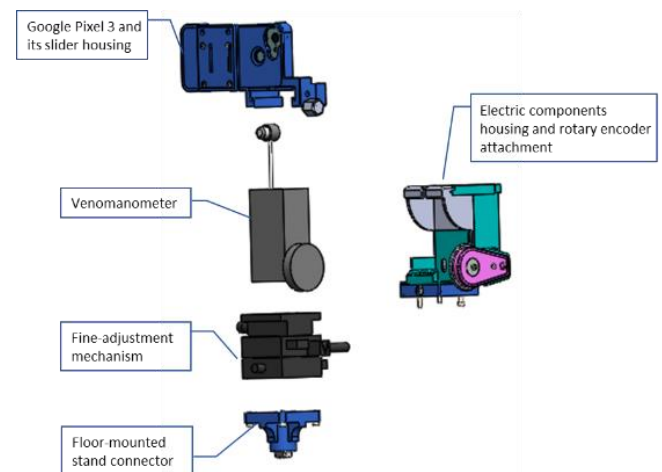 Google Pixel 3 and
its slider housing
Electric components
housing and rotary encoder
attachment
Venomanometer
Fine-adjustment
mechanism
Floor-mounted
stand connector